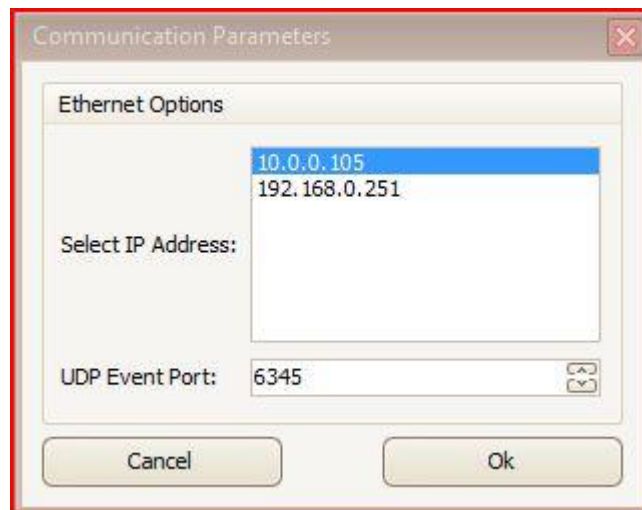 Communication Parameters
Ethernet Options
10.0.0.105
192.168.0.251
Select IP Address:
UDP Event Port: 6345
Cancel Ok